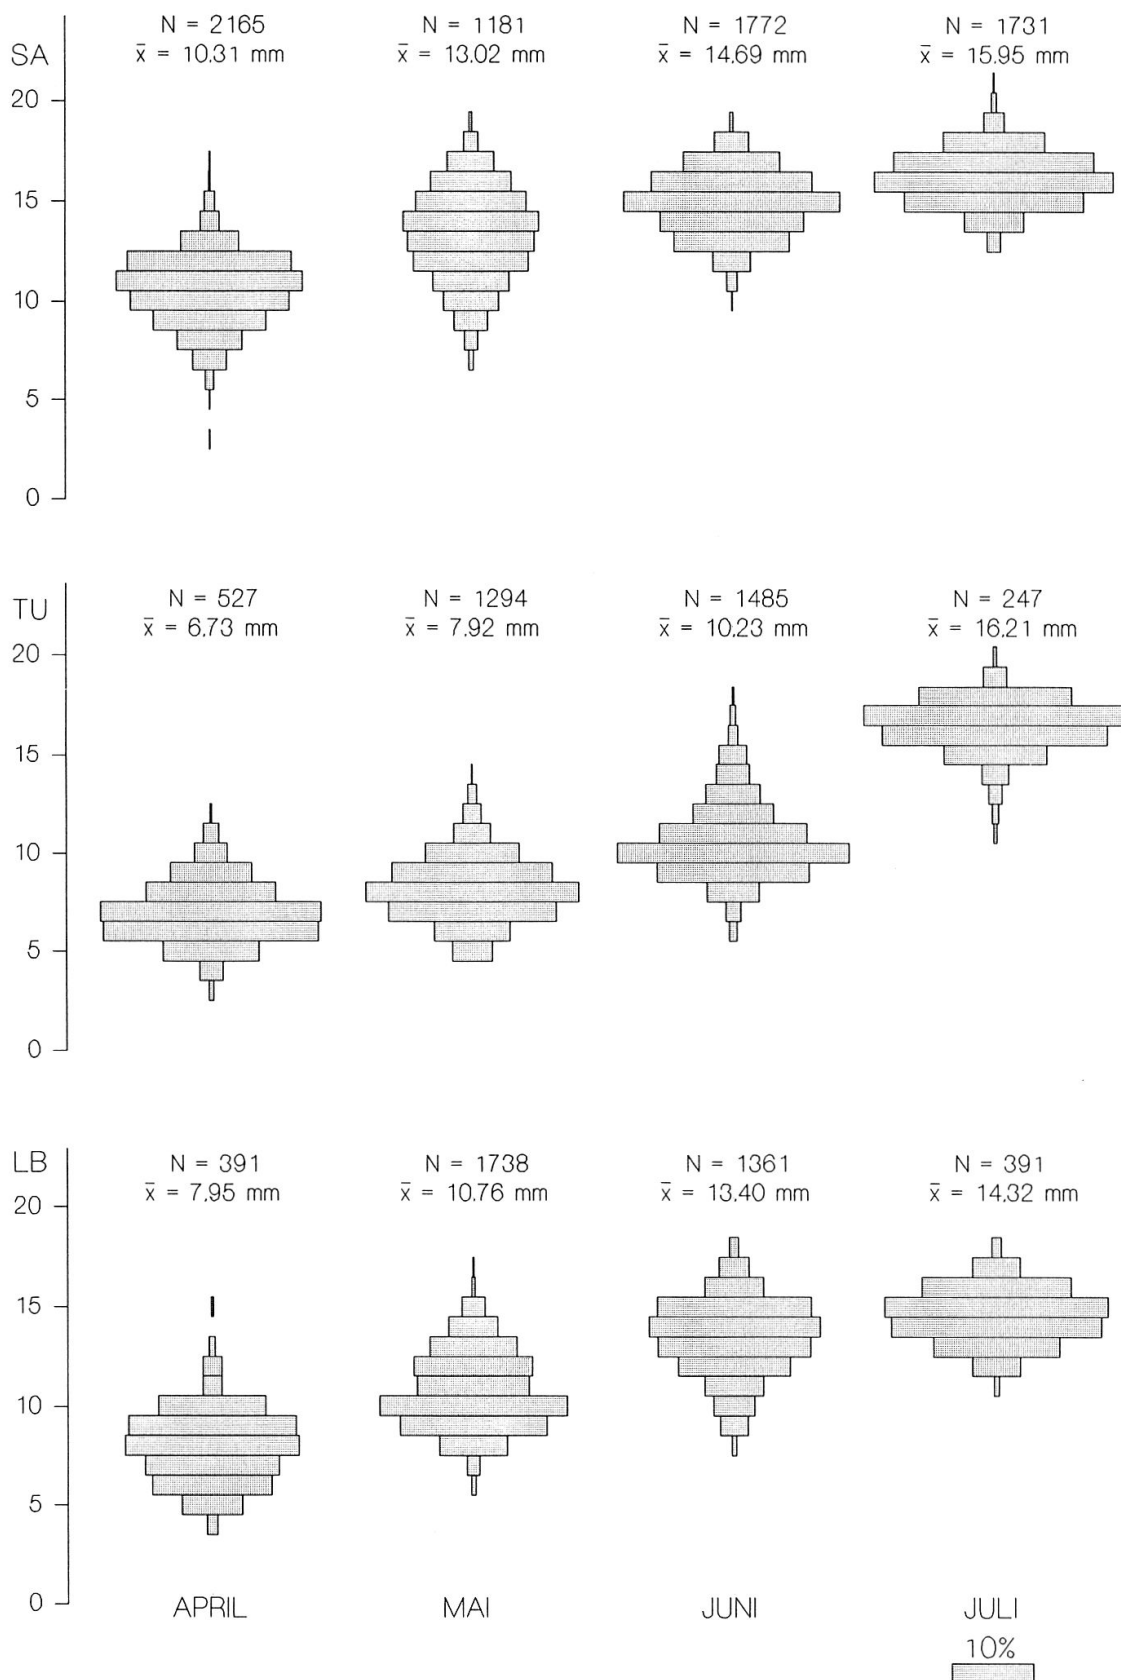 N = 2165 N = 1181 N = 1772 N = 1731
SA x̄ = 10.31 mm x̄ = 13.02 mm x̄ = 14.69 mm x̄ = 15.95 mm
20
15
10
5
0
N = 527 N = 1294 N = 1485 N = 247
TU x̄ = 6.73 mm x̄ = 7.92 mm x̄ = 10.23 mm x̄ = 16.21 mm
20
15
10
5
0
LB N = 391 N = 1738 N = 1361 N = 391
x̄ = 7.95 mm x̄ = 10.76 mm x̄ = 13.40 mm x̄ = 14.32 mm
20
15
10
5
0
APRIL MAI JUNI JULI
10%